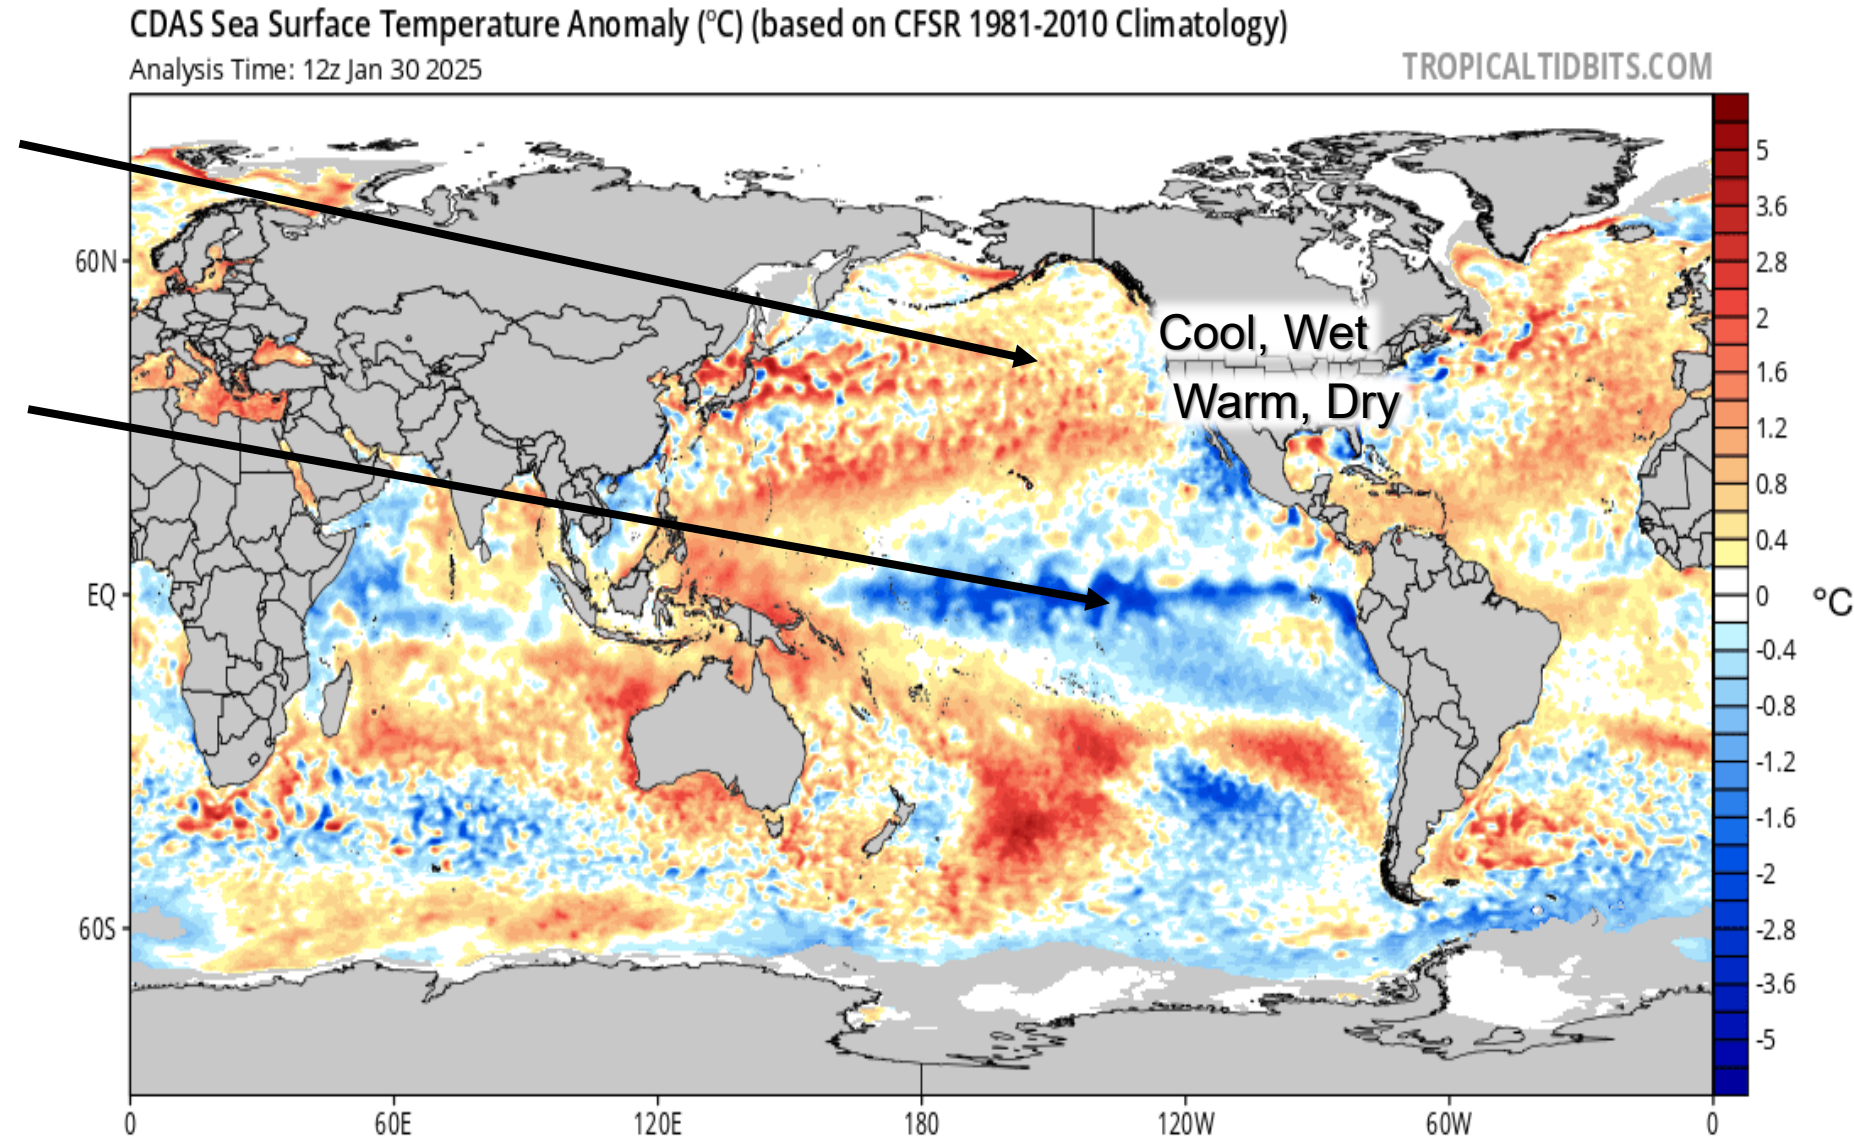 CDAS Sea Surface Temperature Anomaly (°C) (based on CFSR 1981-2010 Climatology)
Analysis Time: 12z Jan 30 2025
TROPICALTIDBITS.COM
60N
EQ
60S
0
60E
120E
180
120W
60W
0
Cool, Wet
Warm, Dry
5
3.6
2.8
2
1.6
1.2
0.8
0.4
0
-0.4
-0.8
-1.2
-1.6
-2
-2.8
-3.6
-5
°C